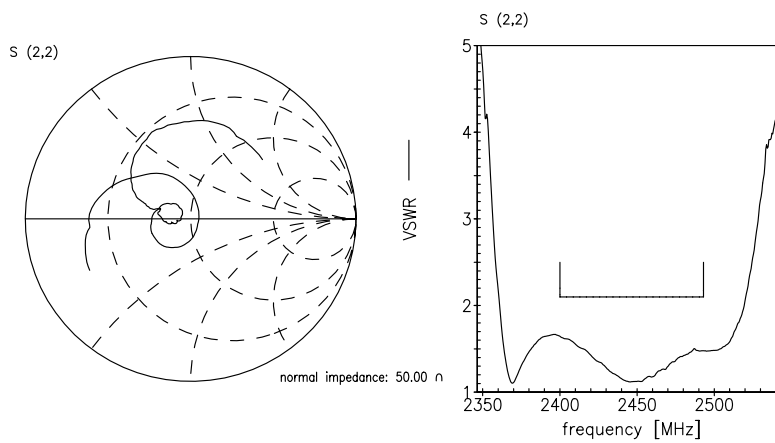 S (2,2)
normal impedance: 50.00 Ω
S (2,2)
VSWR
5
4
3
2
1
2350 2400 2450 2500
frequency [MHz]